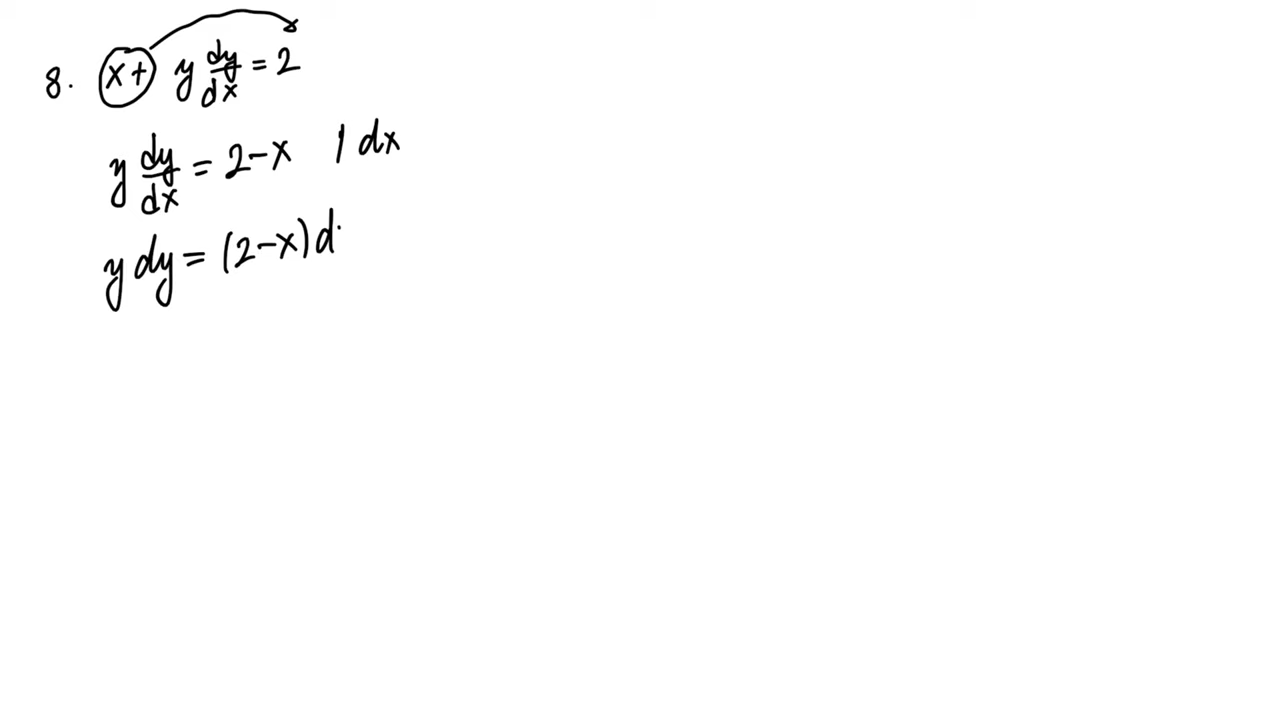 8. x + y dy/dx = 2
y dy/dx = 2 - x | dx
y dy = (2 - x) d